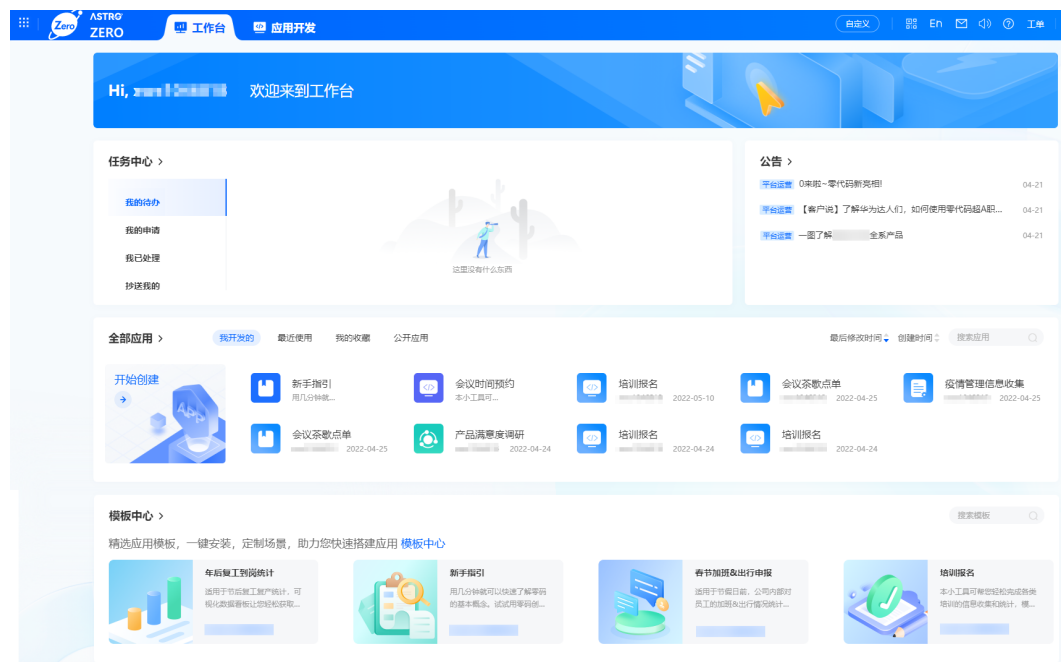 Zero
ASTRO
ZERO
工作台
应用开发
自定义
En
工单
Hi,
欢迎来到工作台
任务中心
我的待办
我的申请
我已处理
抄送我的
这里没有什么东西
公告
平台运营 0来啦~零代码新亮相! 04-21
平台运营 【客户说】了解华为达人们，如何使用零代码超A职... 04-21
平台运营 一图了解 全系产品 04-21
全部应用
我开发的 最近使用 我的收藏 公开应用
最后修改时间 创建时间 搜索应用
开始创建
APP
新手指引
用几分钟就...
会议时间预约
本小工具可...
培训报名
2022-05-10
会议茶歇点单
2022-04-25
疫情管理信息收集
2022-04-25
会议茶歇点单
2022-04-25
产品满意度调研
2022-04-24
培训报名
2022-04-24
培训报名
2022-04-24
模板中心
搜索模板
精选应用模板，一键安装，定制场景，助力您快速搭建应用 模板中心
年后复工到岗统计
适用于节后复工复产统计，可
视化数据看板让您轻松获取...
新手指引
用几分钟就可以快速了解零码
的基本概念。试试用零码创...
春节加班&出行申报
适用于节假日前，公司内部对
员工的加班&出行情况统计...
培训报名
本小工具可帮您轻松完成各类
培训的信息收集和统计，模...